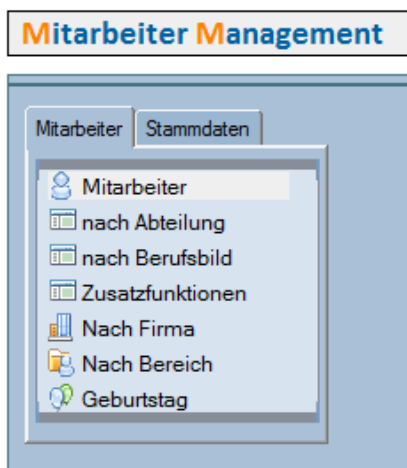 Mitarbeiter Management
Mitarbeiter Stammdaten
Mitarbeiter
nach Abteilung
nach Berufsbild
Zusatzfunktionen
Nach Firma
Nach Bereich
Geburtstag